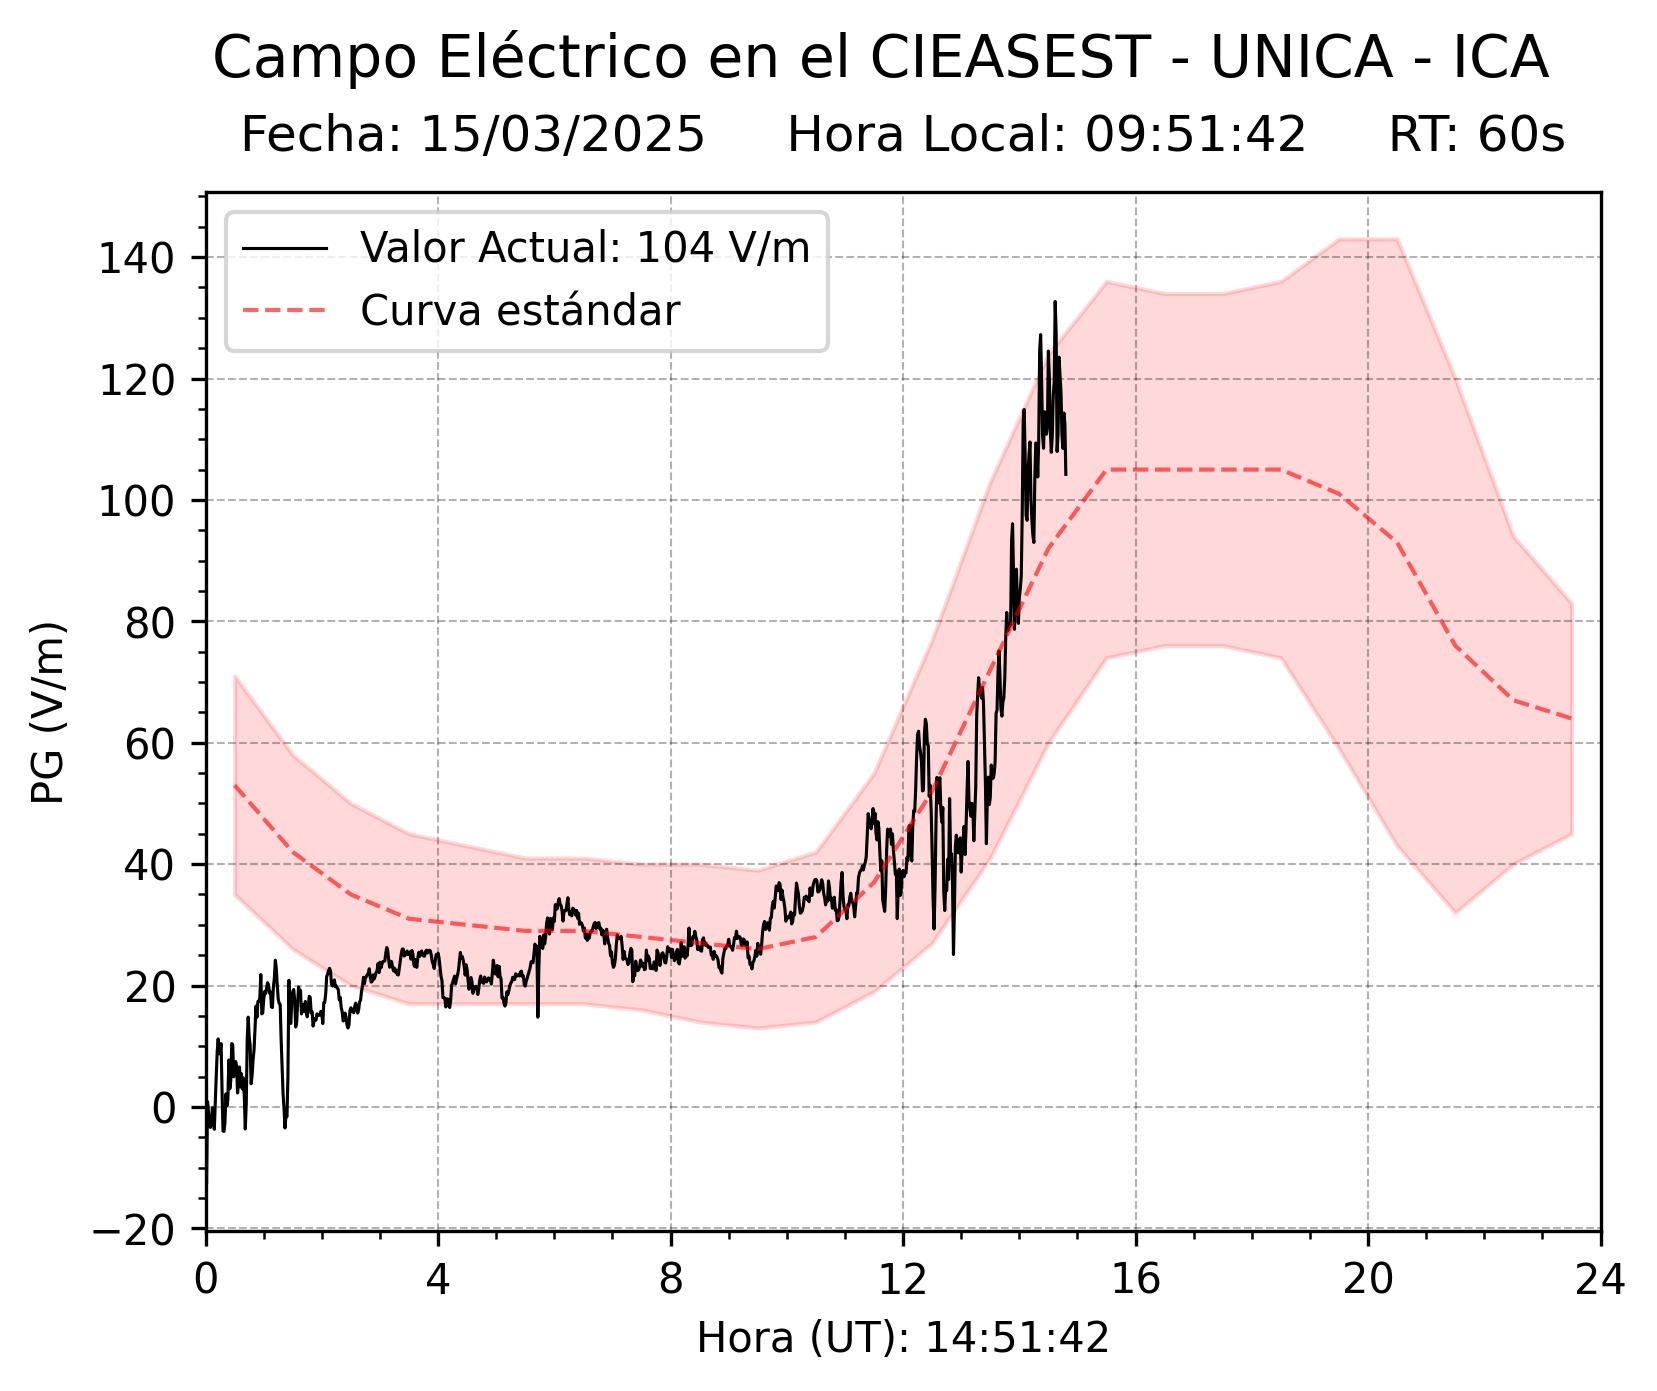 Campo Eléctrico en el CIEASEST - UNICA - ICA
Fecha: 15/03/2025 Hora Local: 09:51:42 RT: 60s
Valor Actual: 104 V/m
Curva estándar
PG (V/m)
140
120
100
80
60
40
20
0
−20
0 4 8 12 16 20 24
Hora (UT): 14:51:42